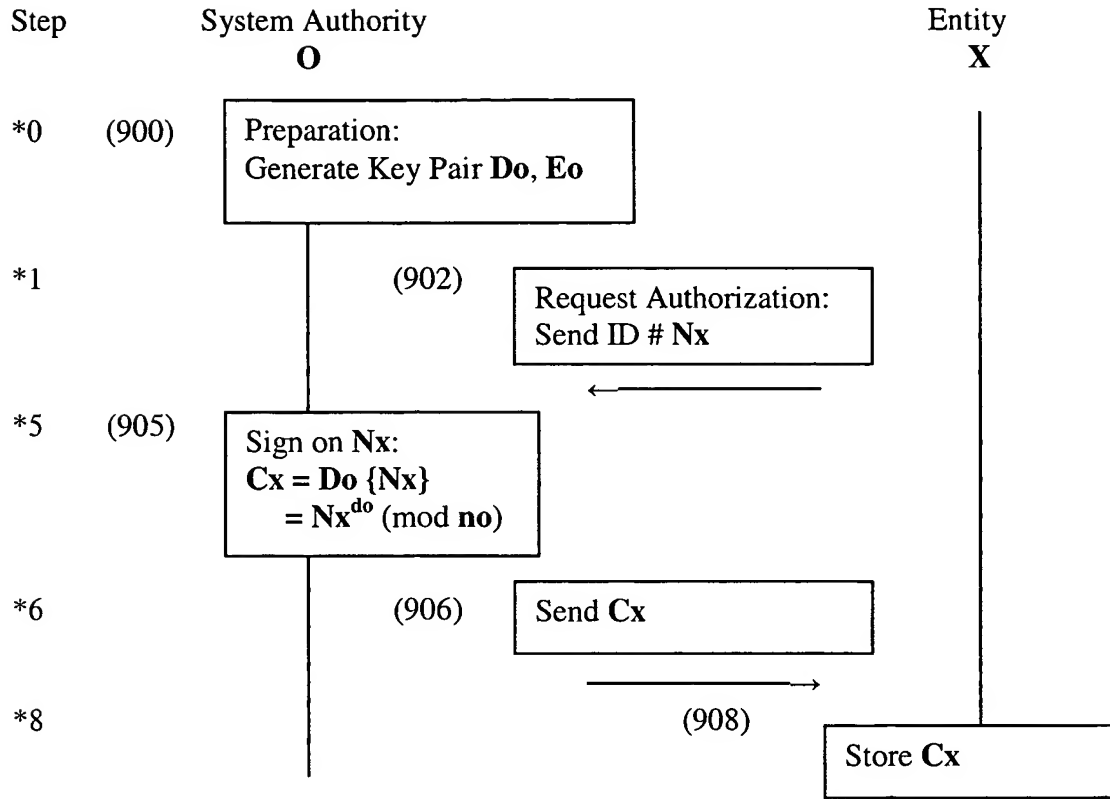 Step System Authority Entity
O X
*0 (900) Preparation:
Generate Key Pair Do, Eo
*1 (902) Request Authorization:
Send ID # Nx
←
*5 (905) Sign on Nx:
Cx = Do {Nx}
= Nx^do (mod no)
*6 (906) Send Cx
→
*8 (908)
Store Cx